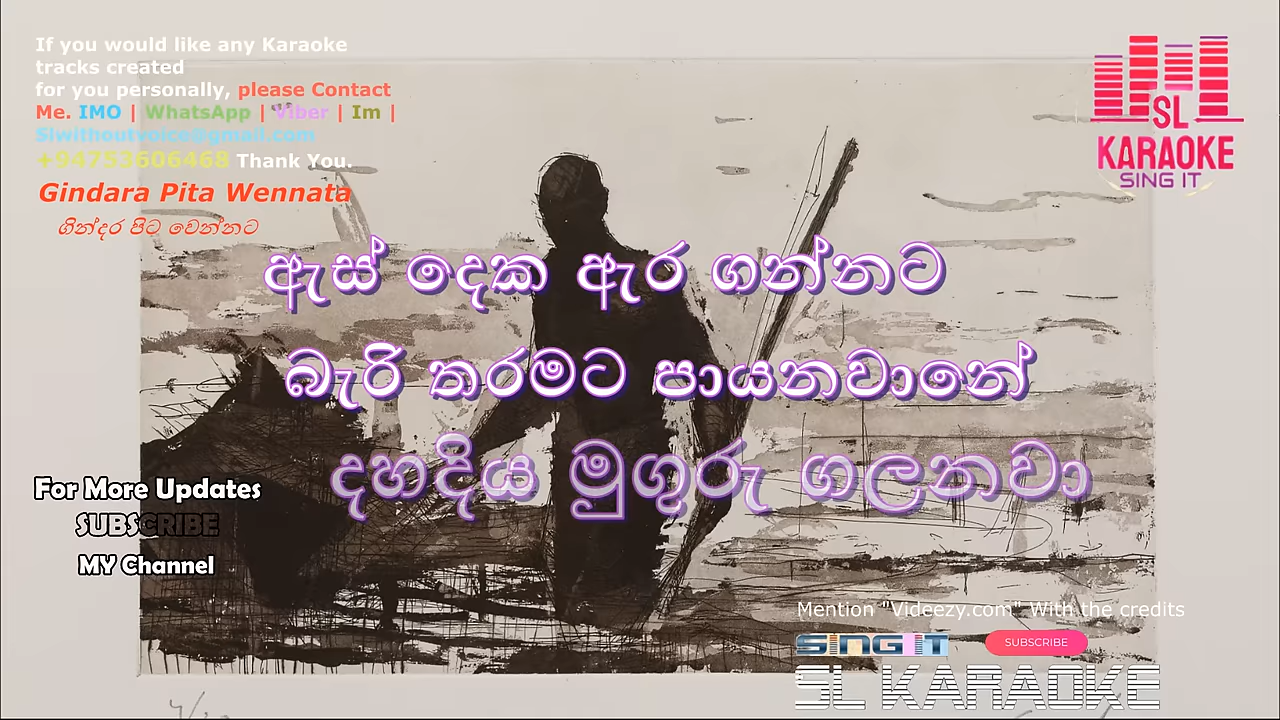 If you would like any Karaoke
tracks created
for you personally, please Contact
Me. IMO | WhatsApp | Viber | Im |
Slwithoutvoice@gmail.com
+94753606468 Thank You.
Gindara Pita Wennata
ගින්දර පිට වෙන්නට
SL
KARAOKE
SING IT
ඇස් දෙක ඇර ගන්නට
බැරි තරමට පායනවානේ
දහදිය මුගුරු ගලනවා
For More Updates
SUBSCRIBE
MY Channel
Mention "Videezy.com" With the credits
SINGIT
SUBSCRIBE
SL KARAOKE